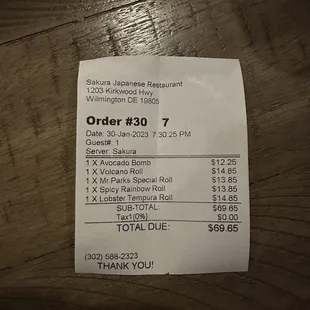 Sakura Japanese Restaurant
1203 Kirkwood Hwy
Wilmington DE 19805
Order #30 7
Date: 30-Jan-2023 7:30:25 PM
Guest#: 1
Server: Sakura
1 X Avocado Bomb $12.25
1 X Volcano Roll $14.85
1 X Mr.Parks Special Roll $13.85
1 X Spicy Rainbow Roll $13.85
1 X Lobster Tempura Roll $14.85
SUB-TOTAL: $69.65
Tax1(0%): $0.00
TOTAL DUE: $69.65
(302) 588-2323
THANK YOU!